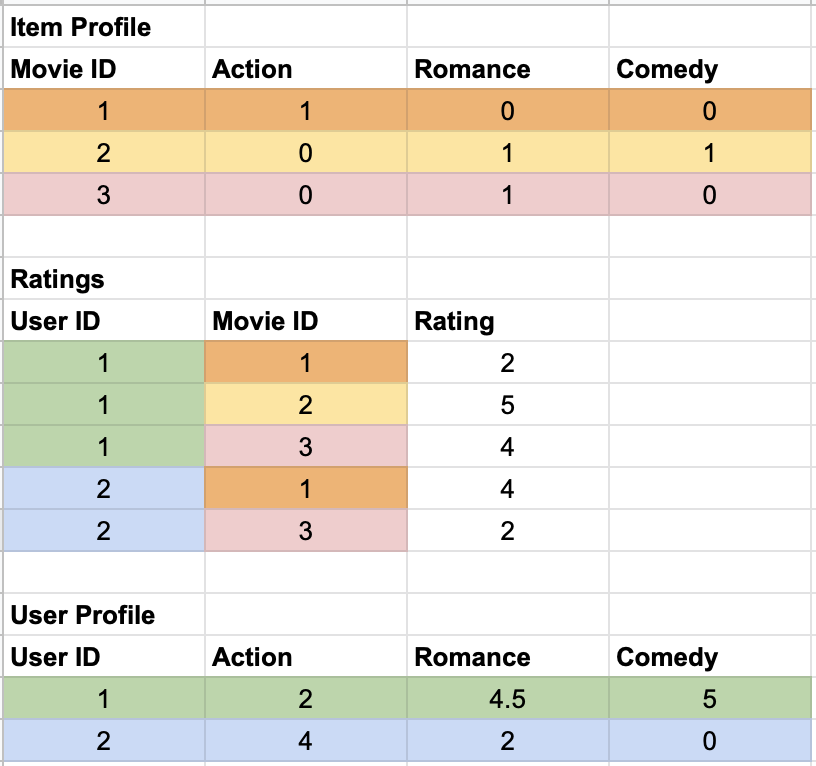 Item Profile
Movie ID Action Romance Comedy
1 1 0 0
2 0 1 1
3 0 1 0
Ratings
User ID Movie ID Rating
1 1 2
1 2 5
1 3 4
2 1 4
2 3 2
User Profile
User ID Action Romance Comedy
1 2 4.5 5
2 4 2 0